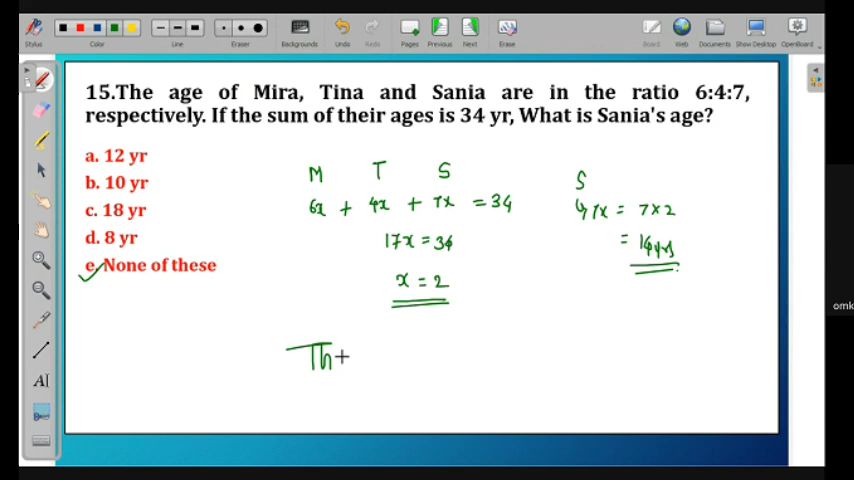 Stylus Color Line Eraser Backgrounds Undo Redo Pages Previous Next Erase Board Web Documents Show Desktop OpenBoard
15.The age of Mira, Tina and Sania are in the ratio 6:4:7,
respectively. If the sum of their ages is 34 yr, What is Sania's age?
a. 12 yr
b. 10 yr
c. 18 yr
d. 8 yr
e. None of these
M T S
6x + 4x + 7x = 34
17x = 34
x = 2
S
7x = 7×2
= 14yrs
Th
omk